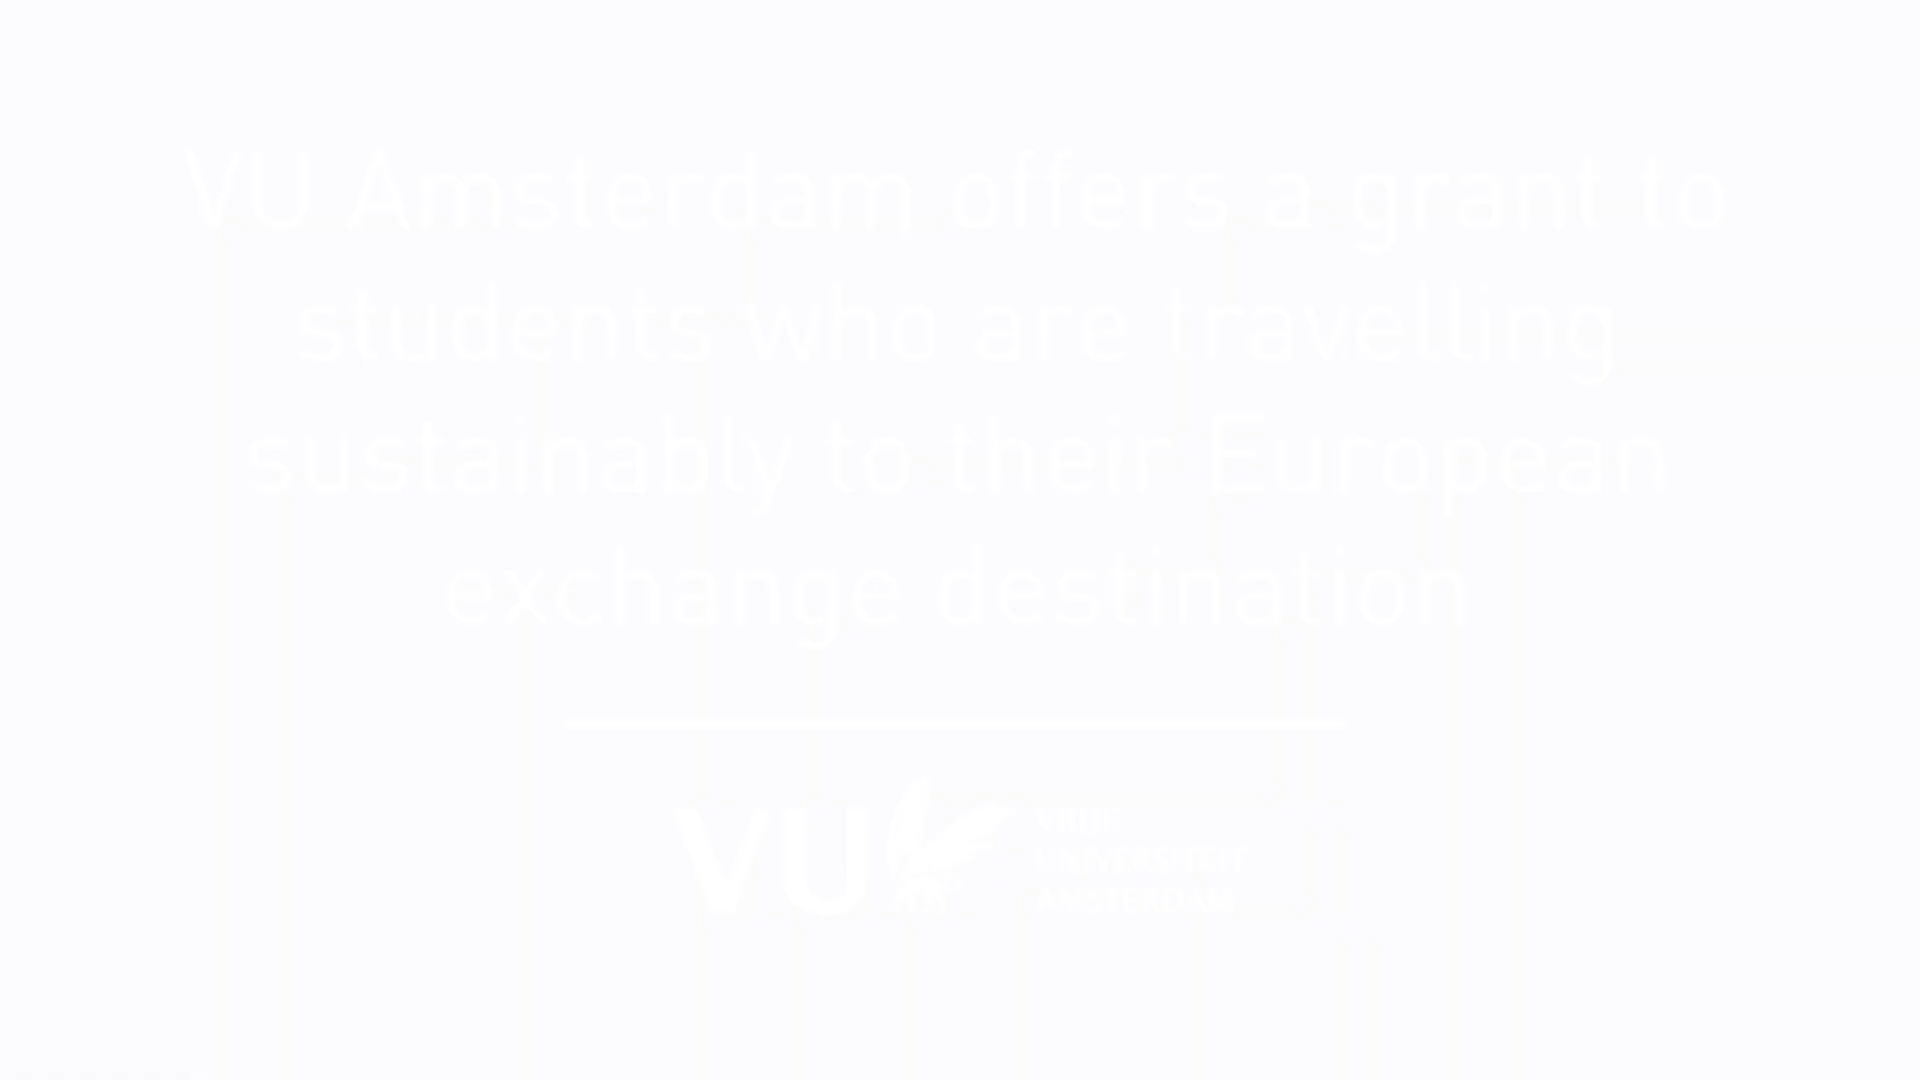 VU Amsterdam offers a grant to
students who are travelling
sustainably to their European
exchange destination
VU
VRIJE
UNIVERSITEIT
AMSTERDAM